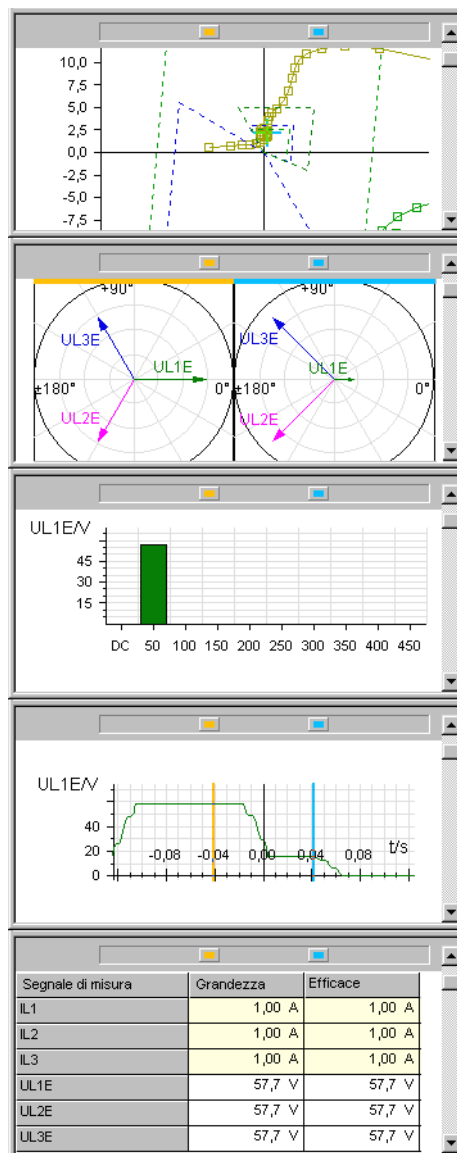 10,0
7,5
5,0
2,5
0,0
-2,5
-5,0
-7,5
+90° +90°
UL3E UL3E
UL1E UL1E
±180° 0° ±180° 0°
UL2E UL2E
UL1E/V
45
30
15
DC 50 100 150 200 250 300 350 400 450
UL1E/V
40
20
0
-0,08 -0,04 0,00 0,04 0,08 t/s
Segnale di misura Grandezza Efficace
IL1 1,00 A 1,00 A
IL2 1,00 A 1,00 A
IL3 1,00 A 1,00 A
UL1E 57,7 V 57,7 V
UL2E 57,7 V 57,7 V
UL3E 57,7 V 57,7 V